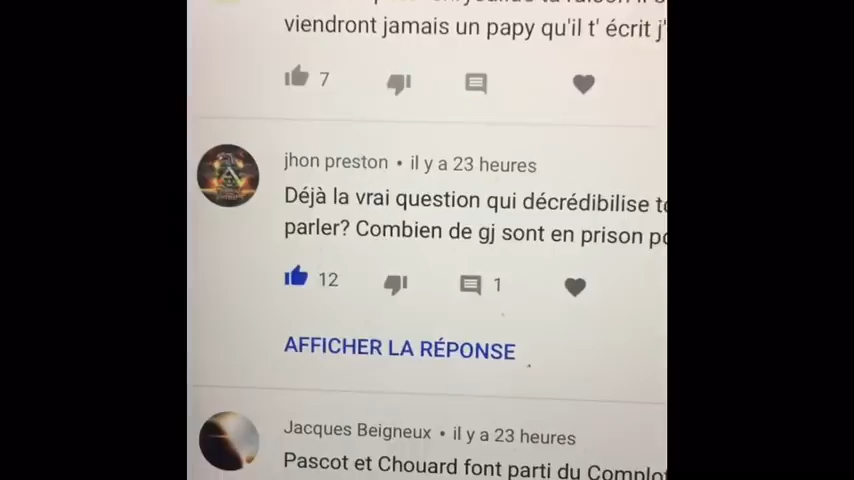 viendront jamais un papy qu'il t' écrit j'
7
jhon preston • il y a 23 heures
Déjà la vrai question qui décrédibilise
parler? Combien de gj sont en prison
12
1
AFFICHER LA RÉPONSE
Jacques Beigneux • il y a 23 heures
Pascot et Chouard font parti du